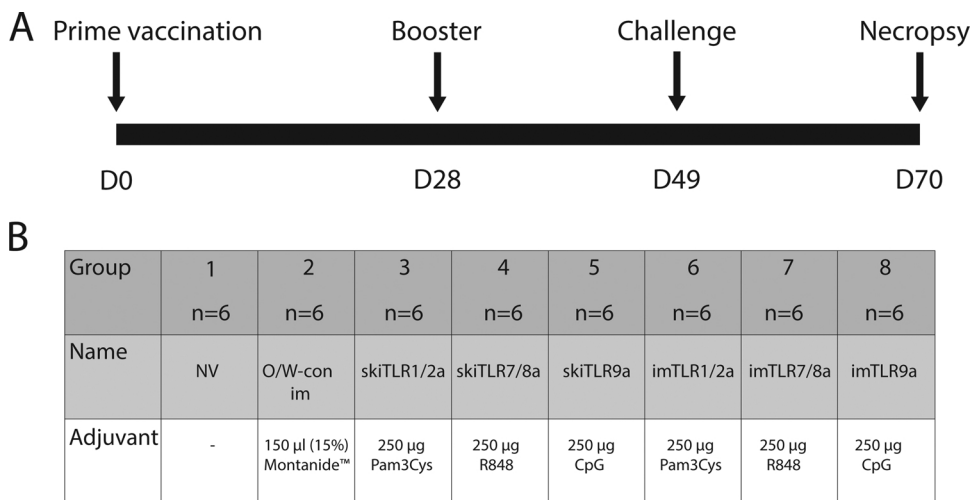 A
Prime vaccination Booster Challenge Necropsy
D0 D28 D49 D70
B
Group 1 2 3 4 5 6 7 8
n=6 n=6 n=6 n=6 n=6 n=6 n=6 n=6
Name
NV O/W-con skiTLR1/2a skiTLR7/8a skiTLR9a imTLR1/2a imTLR7/8a imTLR9a
im
Adjuvant - 150 µl (15%) 250 µg 250 µg 250 µg 250 µg 250 µg 250 µg
Montanide™ Pam3Cys R848 CpG Pam3Cys R848 CpG